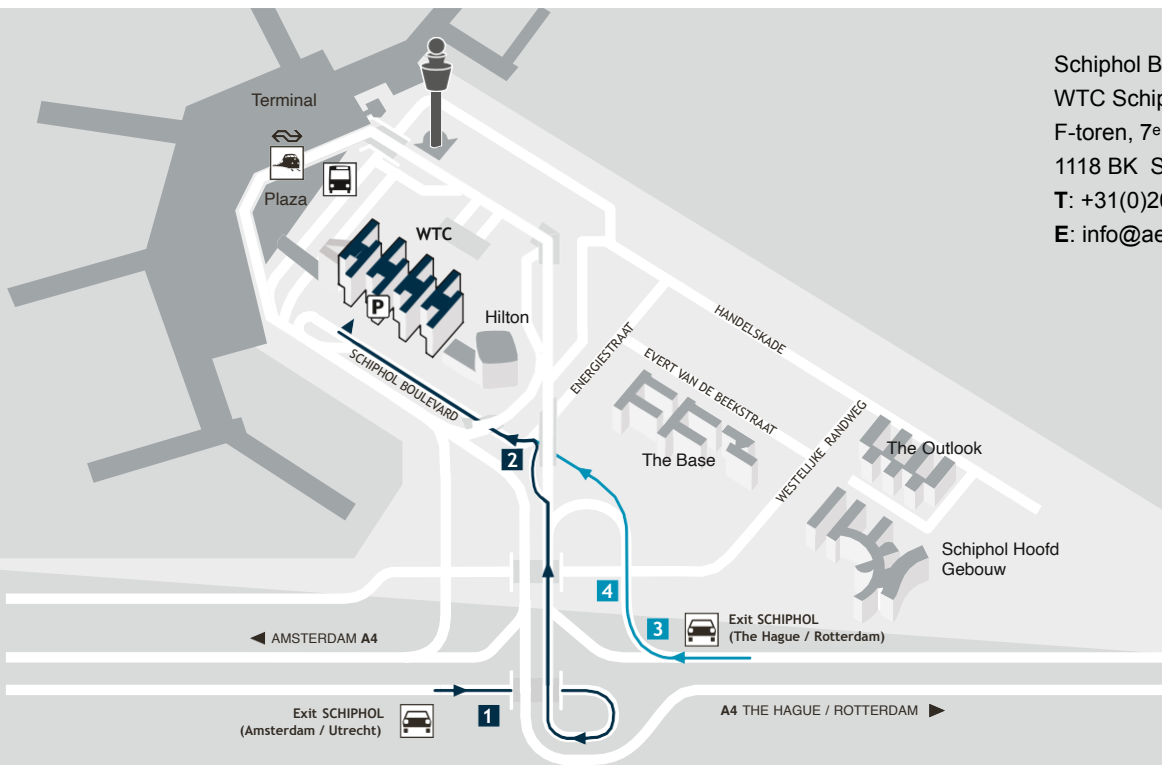 Terminal
Plaza
WTC
P
Hilton
SCHIPHOL BOULEVARD
ENERGIESTRAAT
HANDELSKADE
EVERT VAN DE BEEKSTRAAT
WESTELIJKE RANDWEG
The Base
The Outlook
Schiphol Hoofd
Gebouw
2
4
3
Exit SCHIPHOL
(The Hague / Rotterdam)
AMSTERDAM A4
1
Exit SCHIPHOL
(Amsterdam / Utrecht)
A4 THE HAGUE / ROTTERDAM
Schiphol B
WTC Schip
F-toren, 7e
1118 BK S
T: +31(0)20
E: info@ae